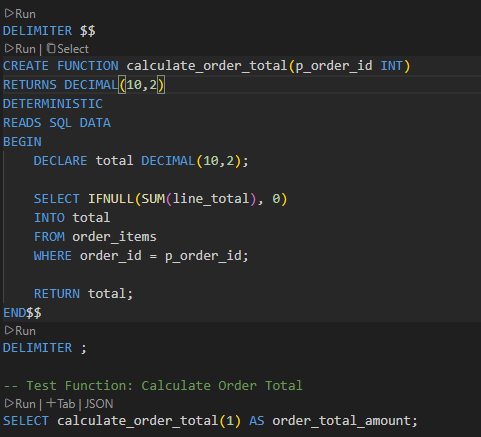 Run
DELIMITER $$
Run | Select
CREATE FUNCTION calculate_order_total(p_order_id INT)
RETURNS DECIMAL(10,2)
DETERMINISTIC
READS SQL DATA
BEGIN
    DECLARE total DECIMAL(10,2);

    SELECT IFNULL(SUM(line_total), 0)
    INTO total
    FROM order_items
    WHERE order_id = p_order_id;

    RETURN total;
END$$
Run
DELIMITER ;

-- Test Function: Calculate Order Total
Run | +Tab | JSON
SELECT calculate_order_total(1) AS order_total_amount;